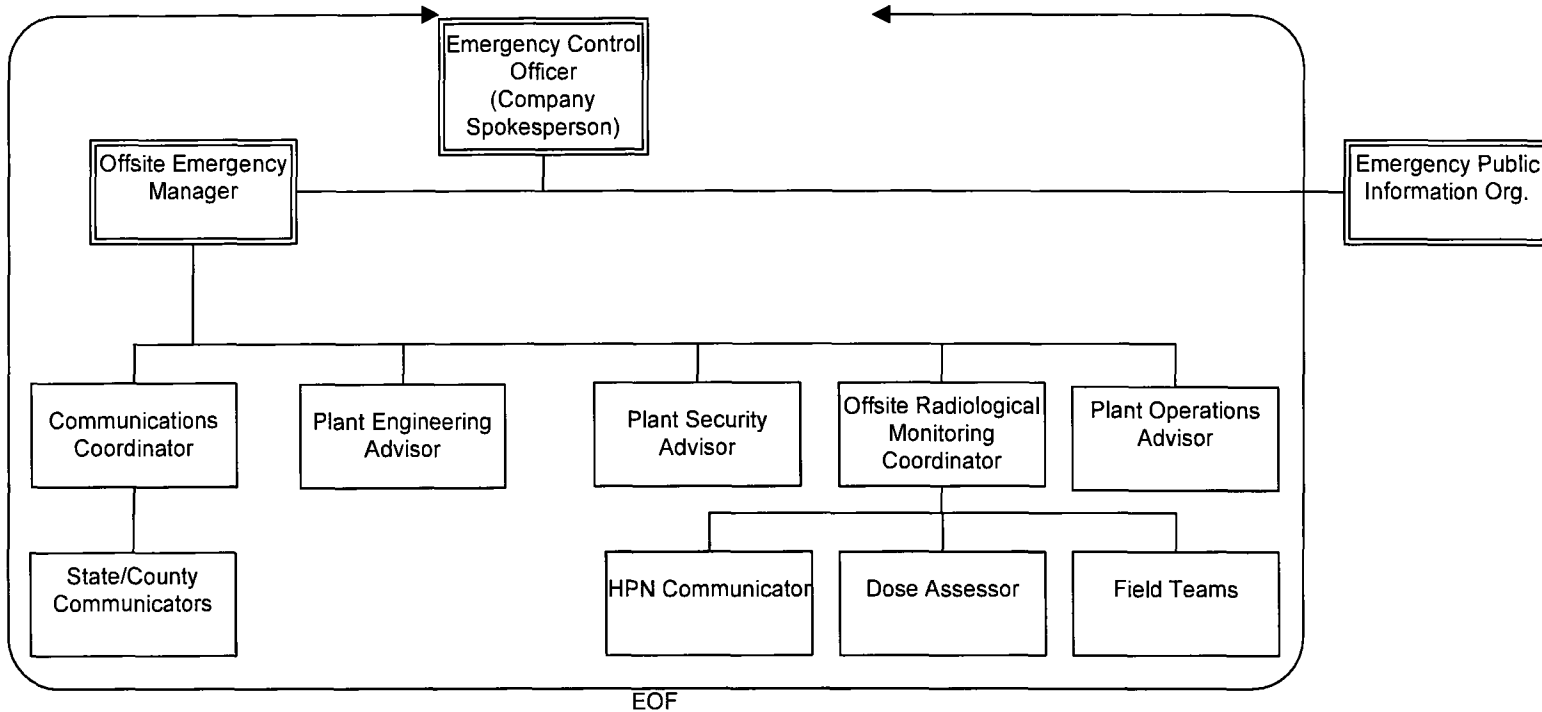 Emergency Control
Officer
(Company
Spokesperson)
Offsite Emergency
Manager
Emergency Public
Information Org.
Communications
Coordinator
Plant Engineering
Advisor
Plant Security
Advisor
Offsite Radiological
Monitoring
Coordinator
Plant Operations
Advisor
State/County
Communicators
HPN Communicator
Dose Assessor
Field Teams
EOF